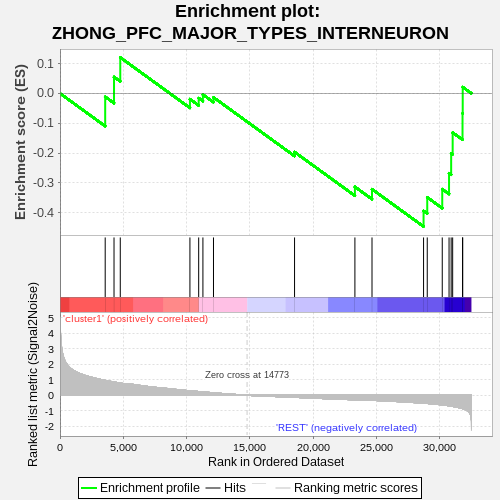 Enrichment plot:
ZHONG_PFC_MAJOR_TYPES_INTERNEURON
Enrichment score (ES)
0.1
0.0
-0.1
-0.2
-0.3
-0.4
'cluster1' (positively correlated)
Ranked list metric (Signal2Noise)
5
4
3
2
1
0
-1
-2
Zero cross at 14773
'REST' (negatively correlated)
0
5,000
10,000
15,000
20,000
25,000
30,000
Rank in Ordered Dataset
Enrichment profile
Hits
Ranking metric scores